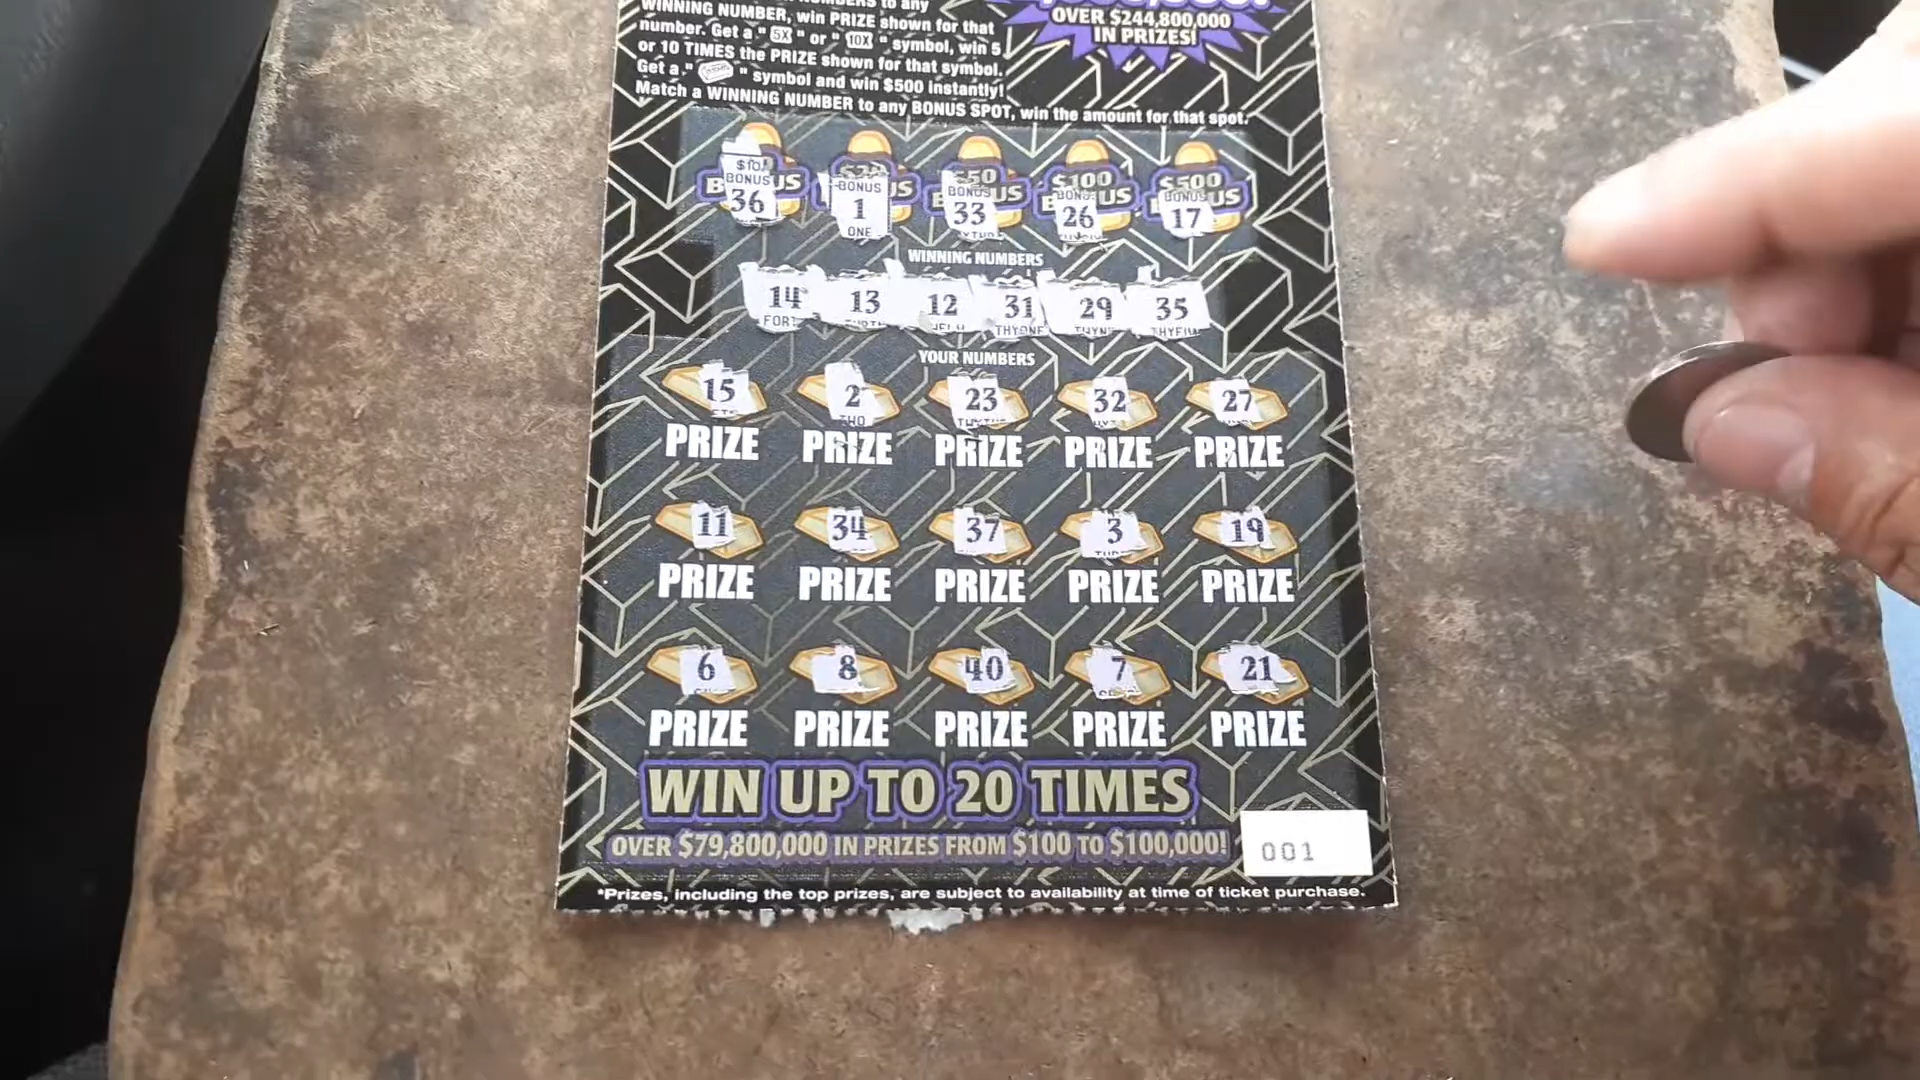 NUMBERS to any
WINNING NUMBER, win PRIZE shown for that
number. Get a "5X" or "10X" symbol, win 5
or 10 TIMES the PRIZE shown for that symbol.
Get a " " symbol and win $500 instantly!
Match a WINNING NUMBER to any BONUS SPOT, win the amount for that spot.
OVER $244,800,000
IN PRIZES!
$10 $50 $100 $500
BONUS BONUS BONUS BONUS BONUS
36 1 33 26 17
ONE
WINNING NUMBERS
14 13 12 31 29 35
FORT THYONE
YOUR NUMBERS
15 2 23 32 27
PRIZE PRIZE PRIZE PRIZE PRIZE
11 34 37 3 19
PRIZE PRIZE PRIZE PRIZE PRIZE
6 8 40 7 21
PRIZE PRIZE PRIZE PRIZE PRIZE
WIN UP TO 20 TIMES
OVER $79,800,000 IN PRIZES FROM $100 TO $100,000!
001
*Prizes, including the top prizes, are subject to availability at time of ticket purchase.